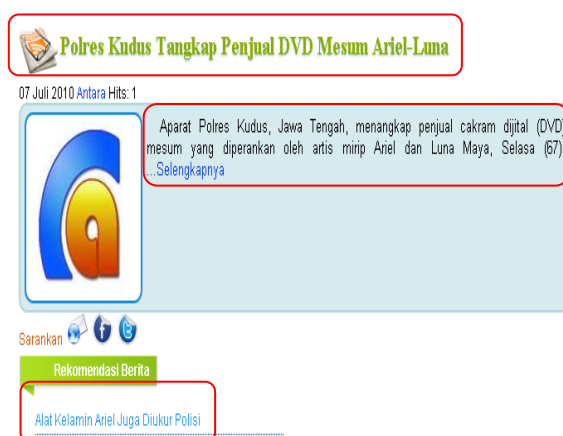 Polres Kudus Tangkap Penjual DVD Mesum Ariel-Luna
07 Juli 2010 Antara Hits: 1
Aparat Polres Kudus, Jawa Tengah, menangkap penjual cakram dijital (DVD)
mesum yang diperankan oleh artis mirip Ariel dan Luna Maya, Selasa (67)
...Selengkapnya
Sarankan
Rekomendasi Berita
Alat Kelamin Ariel Juga Diukur Polisi